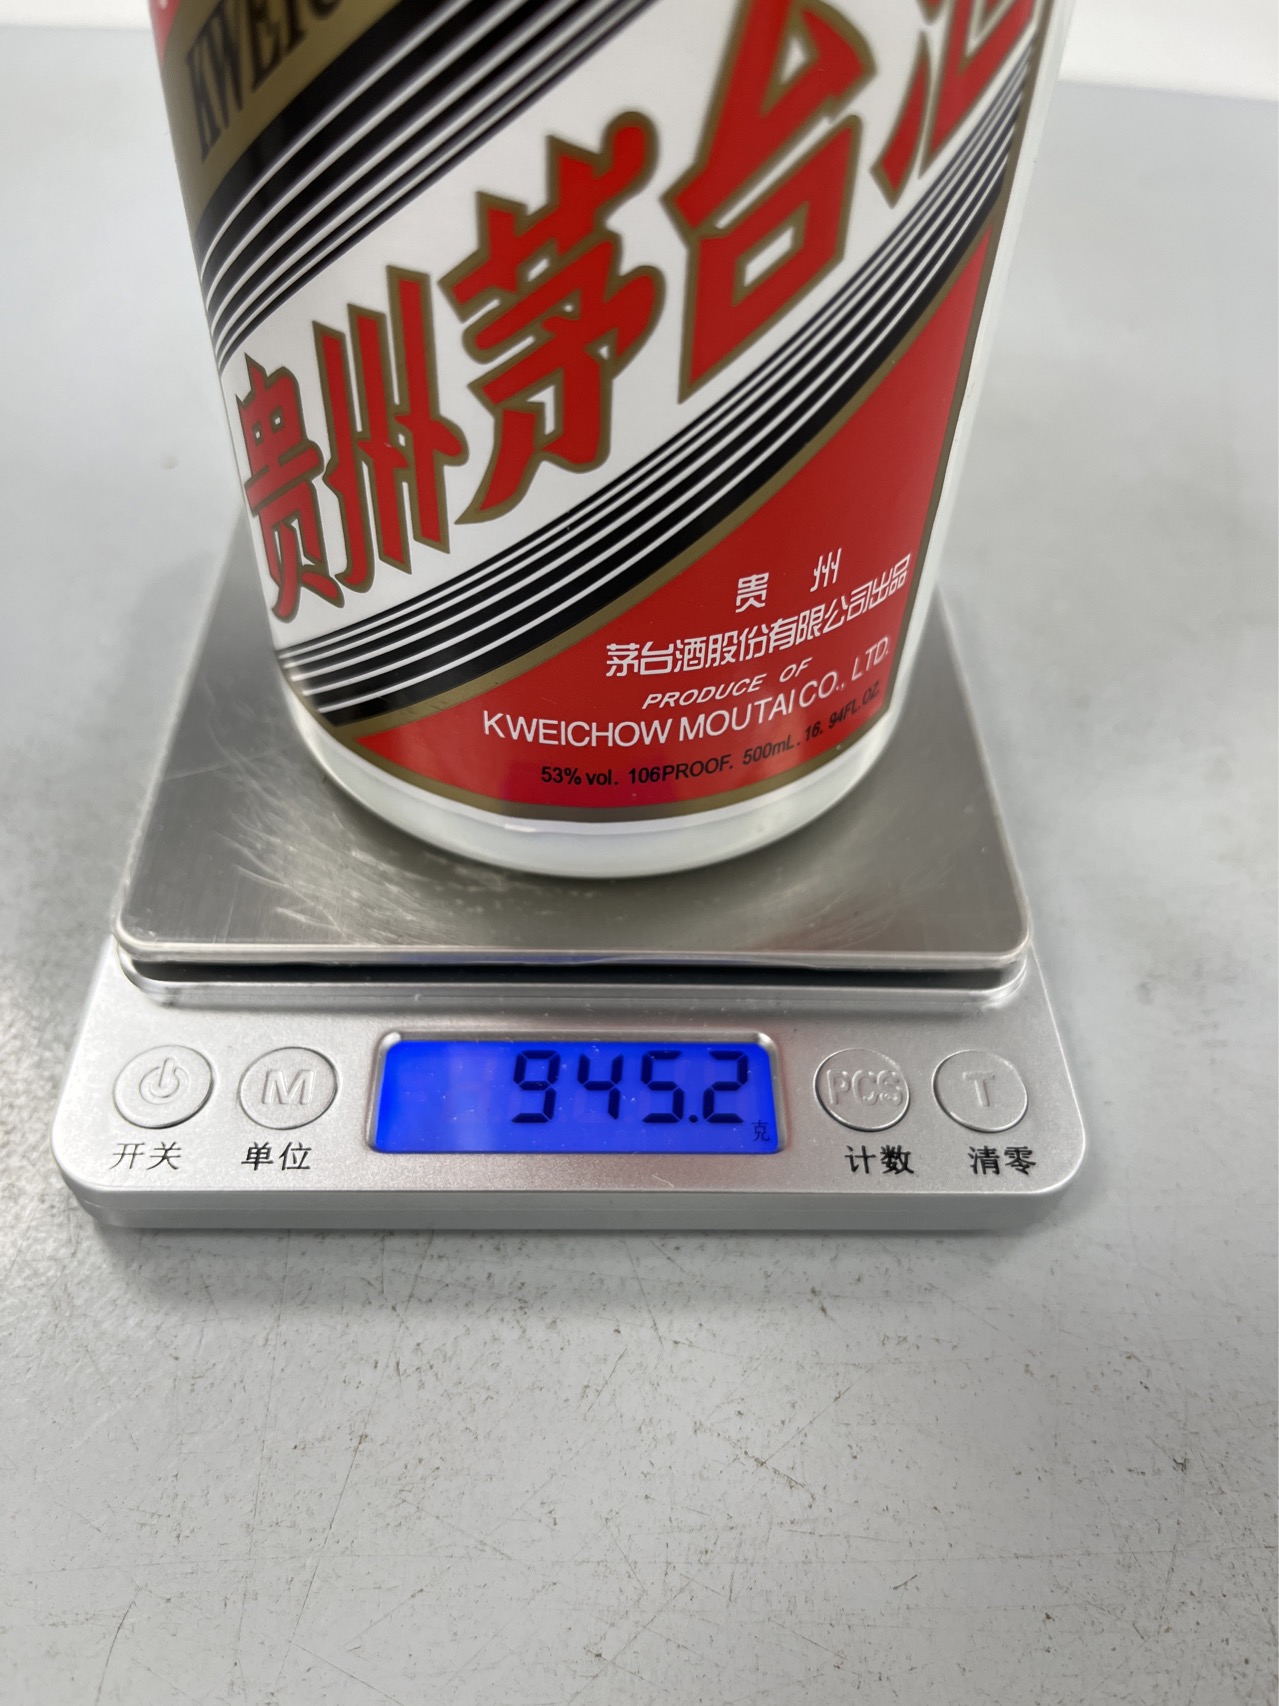 KWEIC
贵州茅台酒
贵 州
茅台酒股份有限公司出品
PRODUCE OF
KWEICHOW MOUTAI CO., LTD.
53% vol. 106PROOF. 500mL. 16. 94FL.OZ.
945.2
克
M PCS T
开关 单位 计数 清零